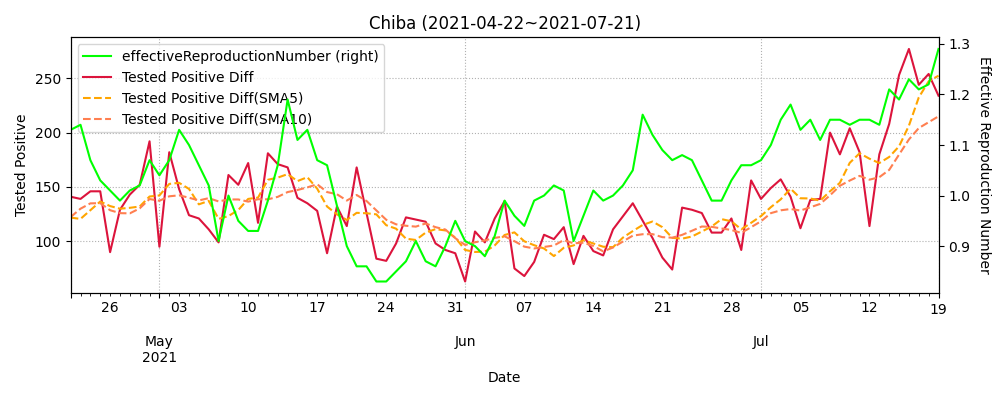 Chiba (2021-04-22~2021-07-21)
effectiveReproductionNumber (right)
Tested Positive Diff
Tested Positive Diff(SMA5)
Tested Positive Diff(SMA10)
Tested Positive
250
200
150
100
1.3
1.2
1.1
1.0
0.9
Effective Reproduction Number
26 03 10 17 24 31 07 14 21 28 05 12 19
May Jun Jul
2021
Date